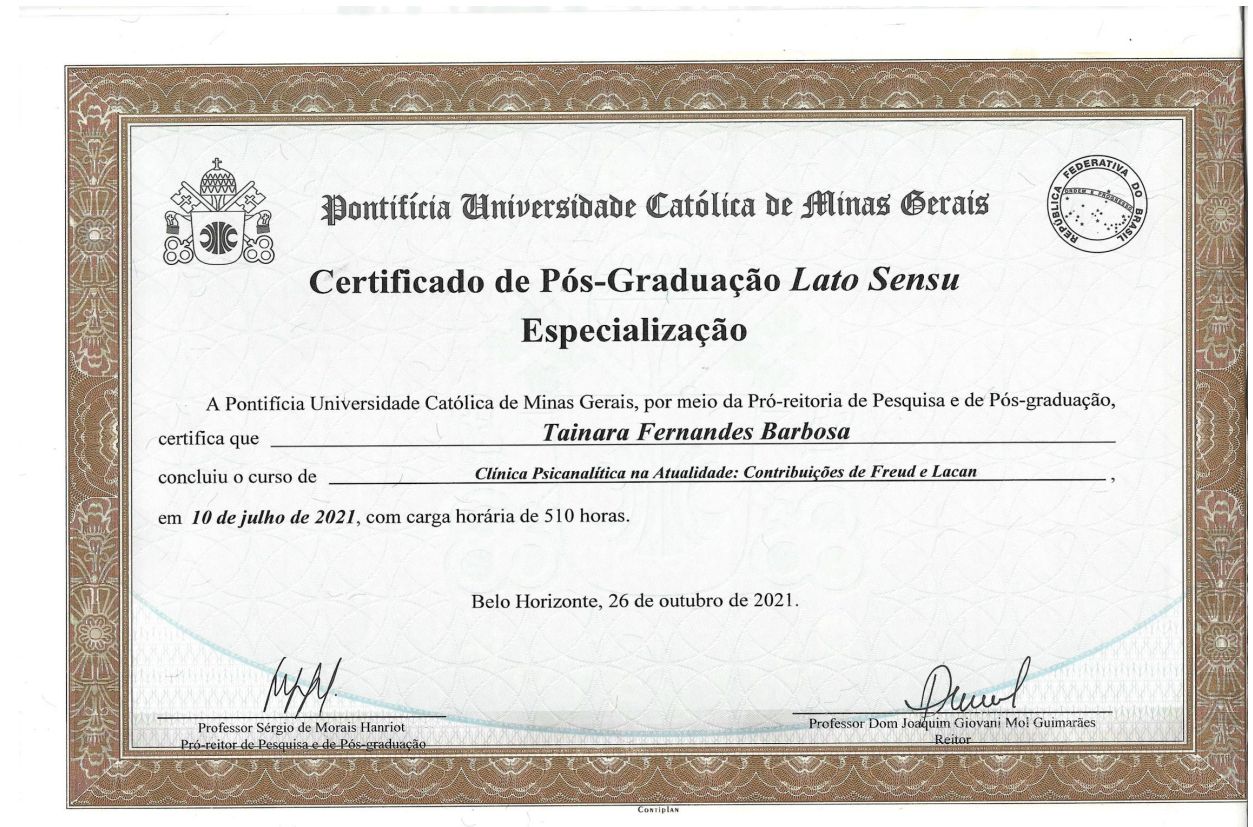 Pontifícia Universidade Católica de Minas Gerais
REPÚBLICA FEDERATIVA DO BRASIL
ORDEM E PROGRESSO
Certificado de Pós-Graduação Lato Sensu
Especialização
A Pontifícia Universidade Católica de Minas Gerais, por meio da Pró-reitoria de Pesquisa e de Pós-graduação,
certifica que Tainara Fernandes Barbosa
concluiu o curso de Clínica Psicanalítica na Atualidade: Contribuições de Freud e Lacan ,
em 10 de julho de 2021, com carga horária de 510 horas.
Belo Horizonte, 26 de outubro de 2021.
Professor Sérgio de Morais Hanriot
Pró-reitor de Pesquisa e de Pós-graduação
Professor Dom Joaquim Giovani Mol Guimarães
Reitor
Contiplan